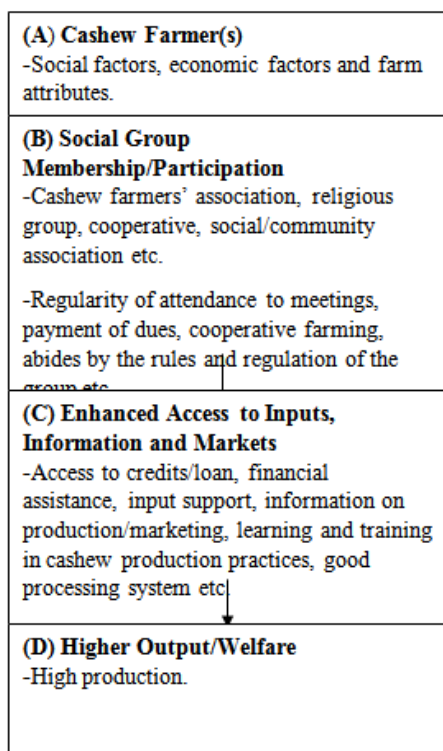 (A) Cashew Farmer(s)
-Social factors, economic factors and farm
attributes.
(B) Social Group
Membership/Participation
-Cashew farmers’ association, religious
group, cooperative, social/community
association etc.
-Regularity of attendance to meetings,
payment of dues, cooperative farming,
abides by the rules and regulation of the
group etc
(C) Enhanced Access to Inputs,
Information and Markets
-Access to credits/loan, financial
assistance, input support, information on
production/marketing, learning and training
in cashew production practices, good
processing system etc.
(D) Higher Output/Welfare
-High production.